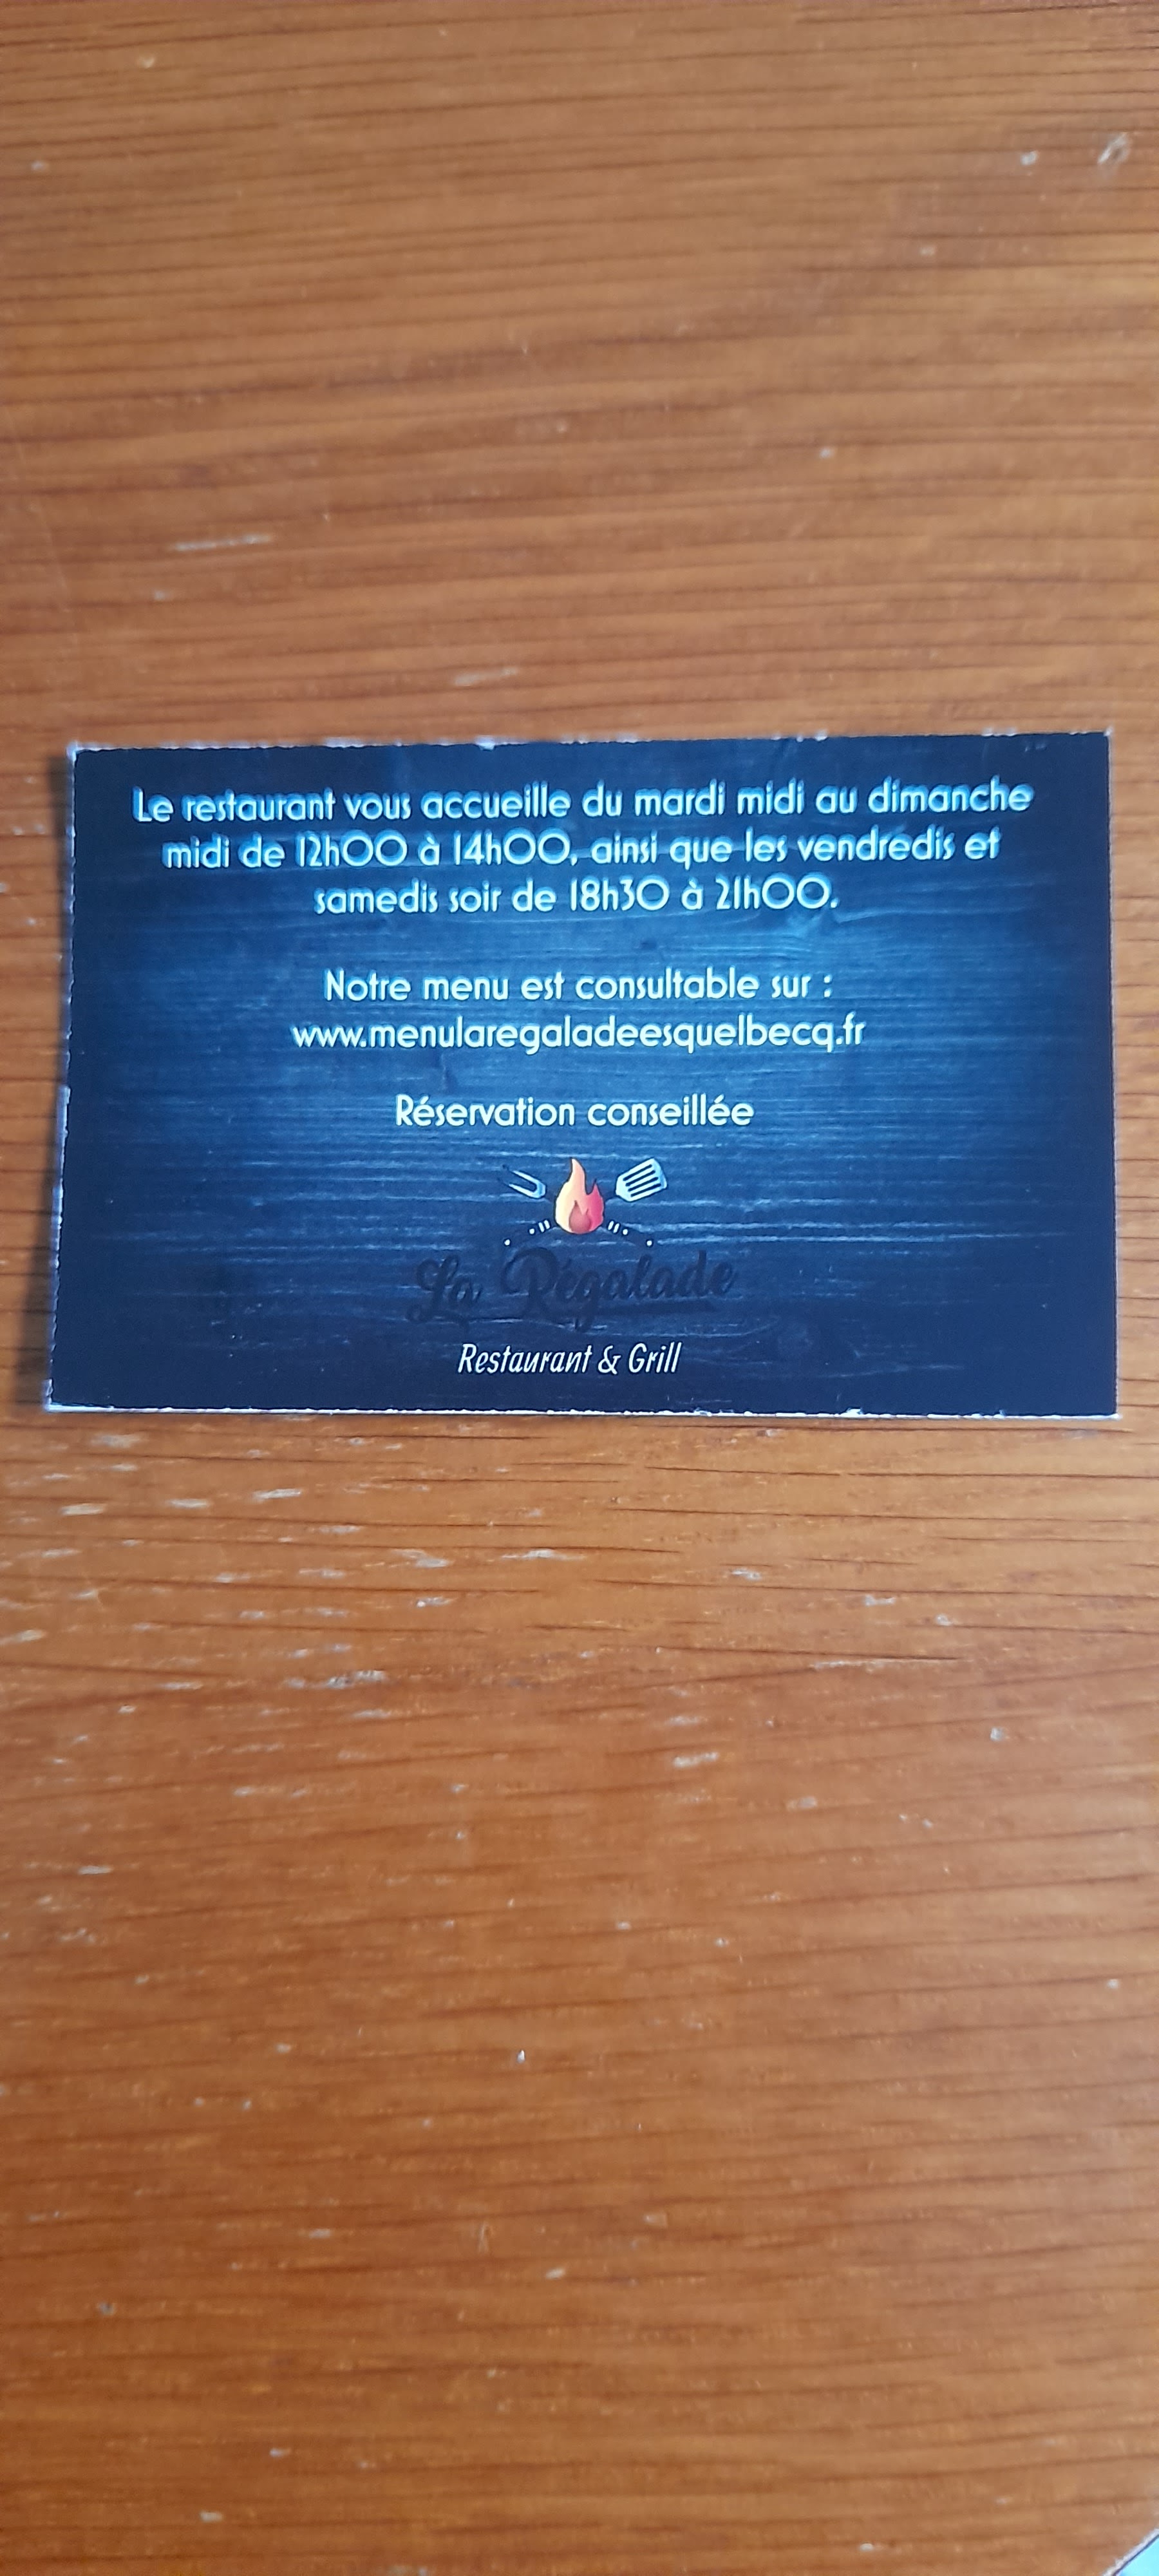 Le restaurant vous accueille du mardi midi au dimanche
midi de 12h00 à 14h00, ainsi que les vendredis et
samedis soir de 18h30 à 21h00.
Notre menu est consultable sur :
www.menularegaladeesquelbecq.fr
Réservation conseillée
La Régalade
Restaurant & Grill